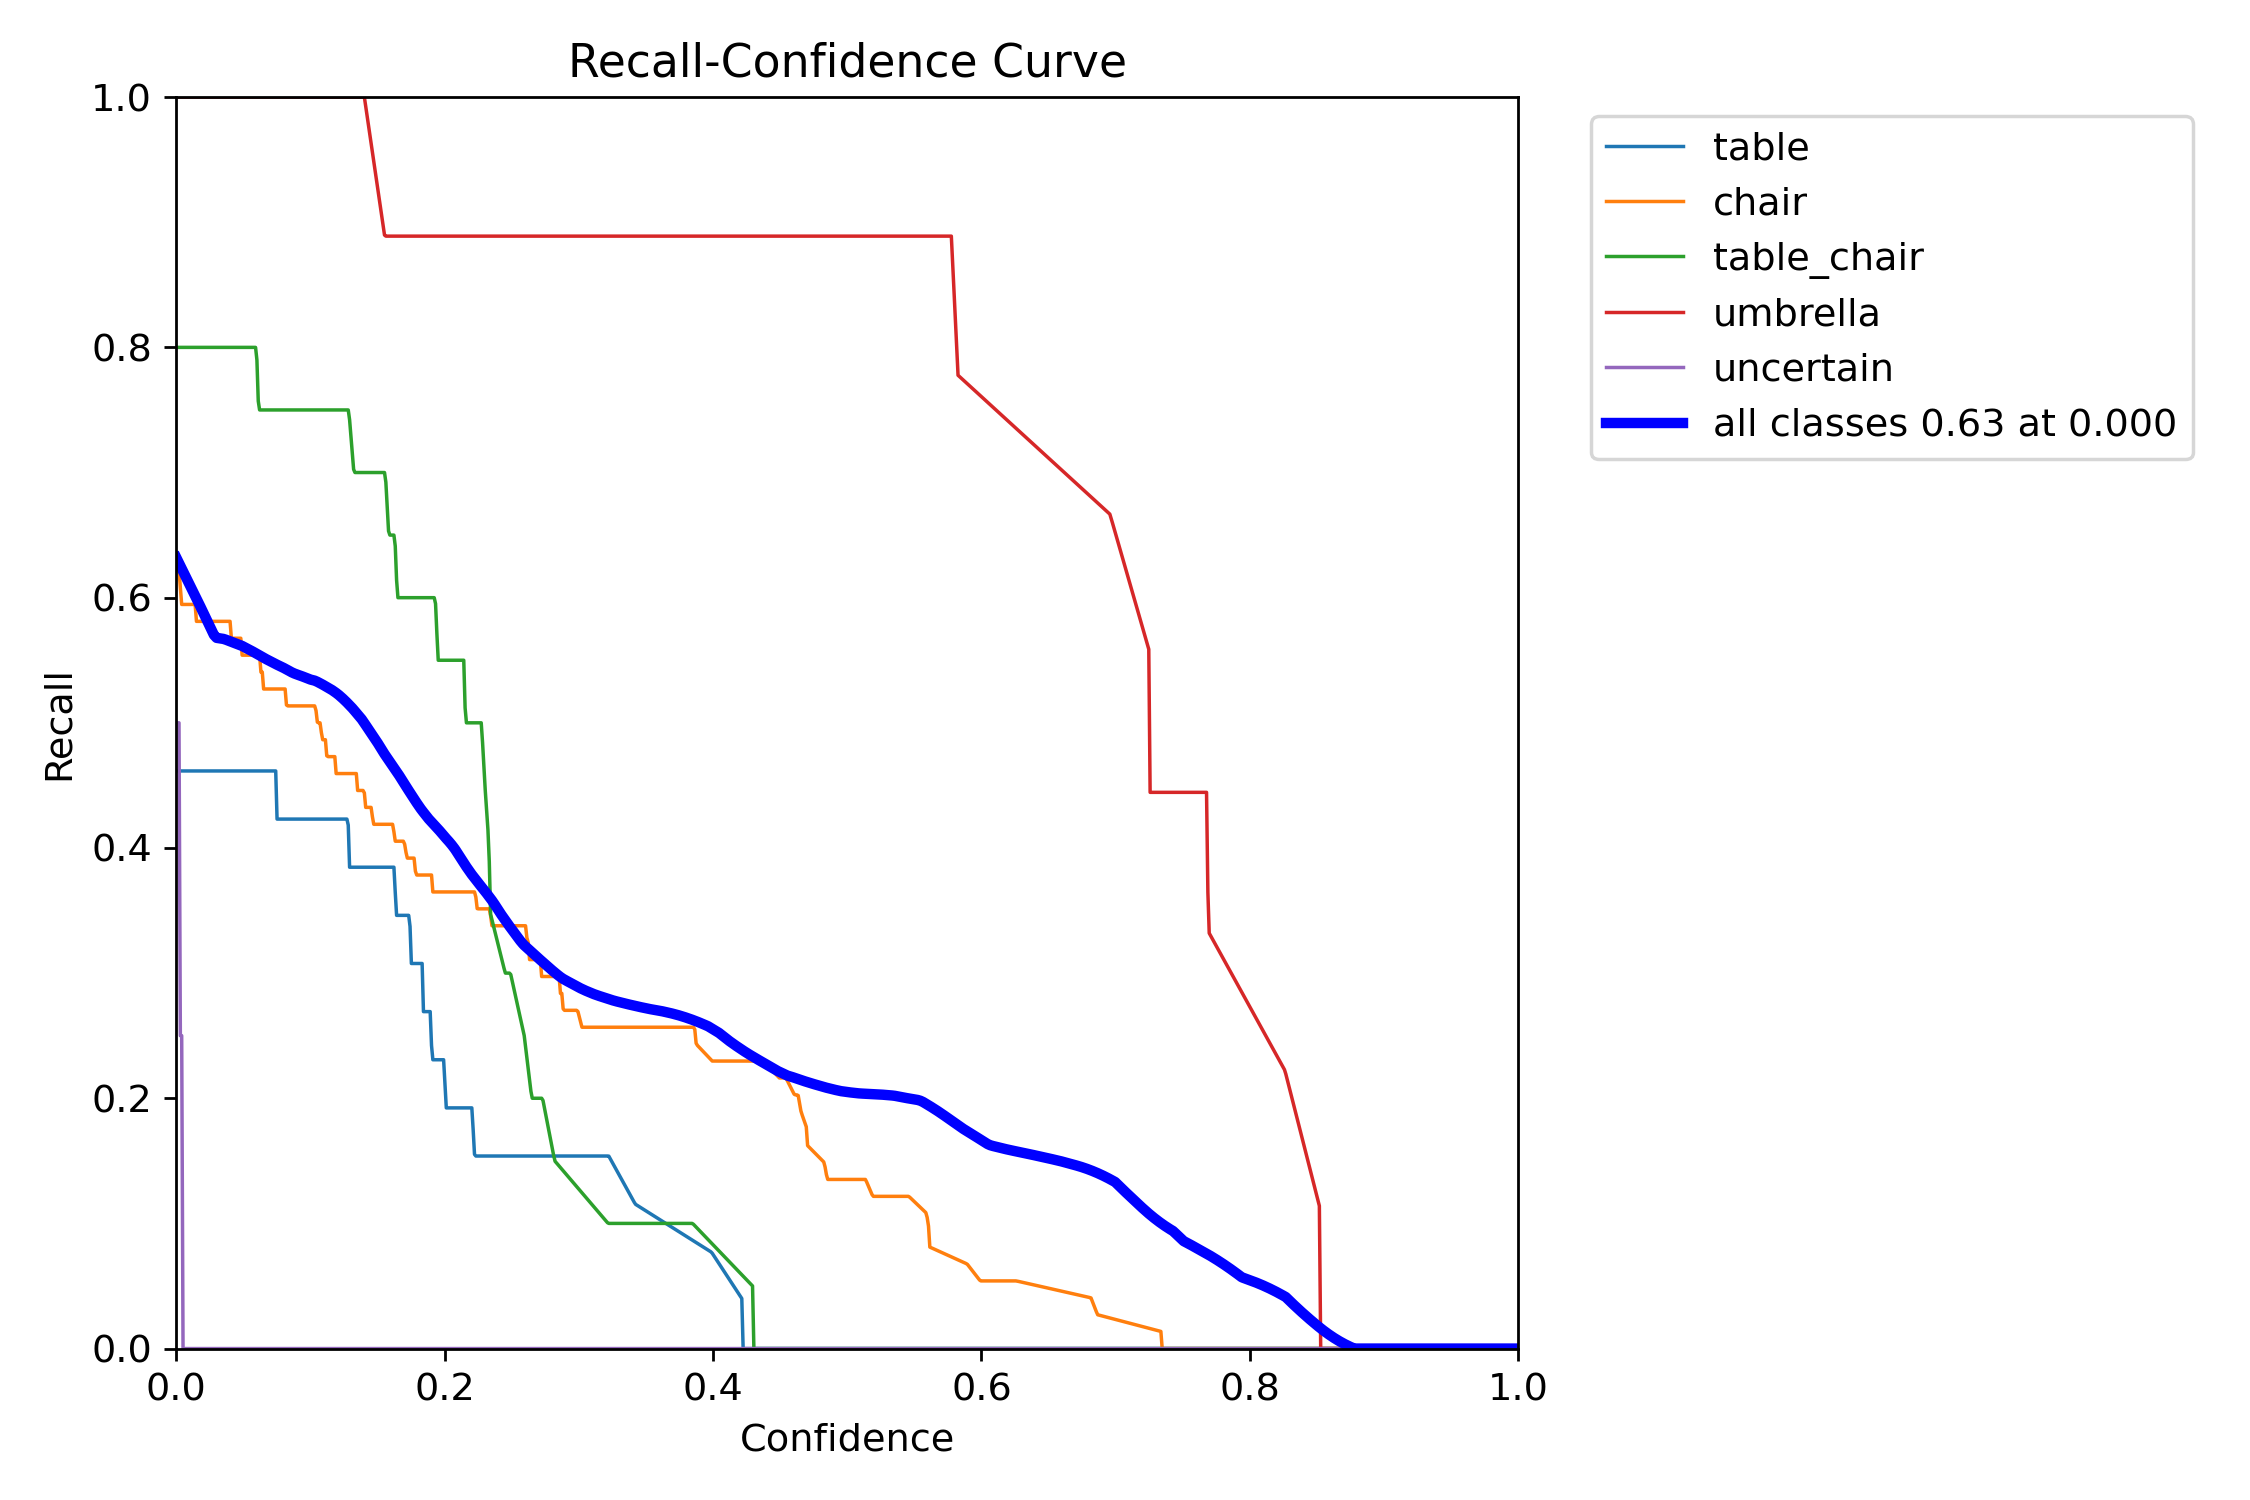 Recall-Confidence Curve
1.0
0.8
0.6
0.4
0.2
0.0
Recall
0.0 0.2 0.4 0.6 0.8 1.0
Confidence
table
chair
table_chair
umbrella
uncertain
all classes 0.63 at 0.000